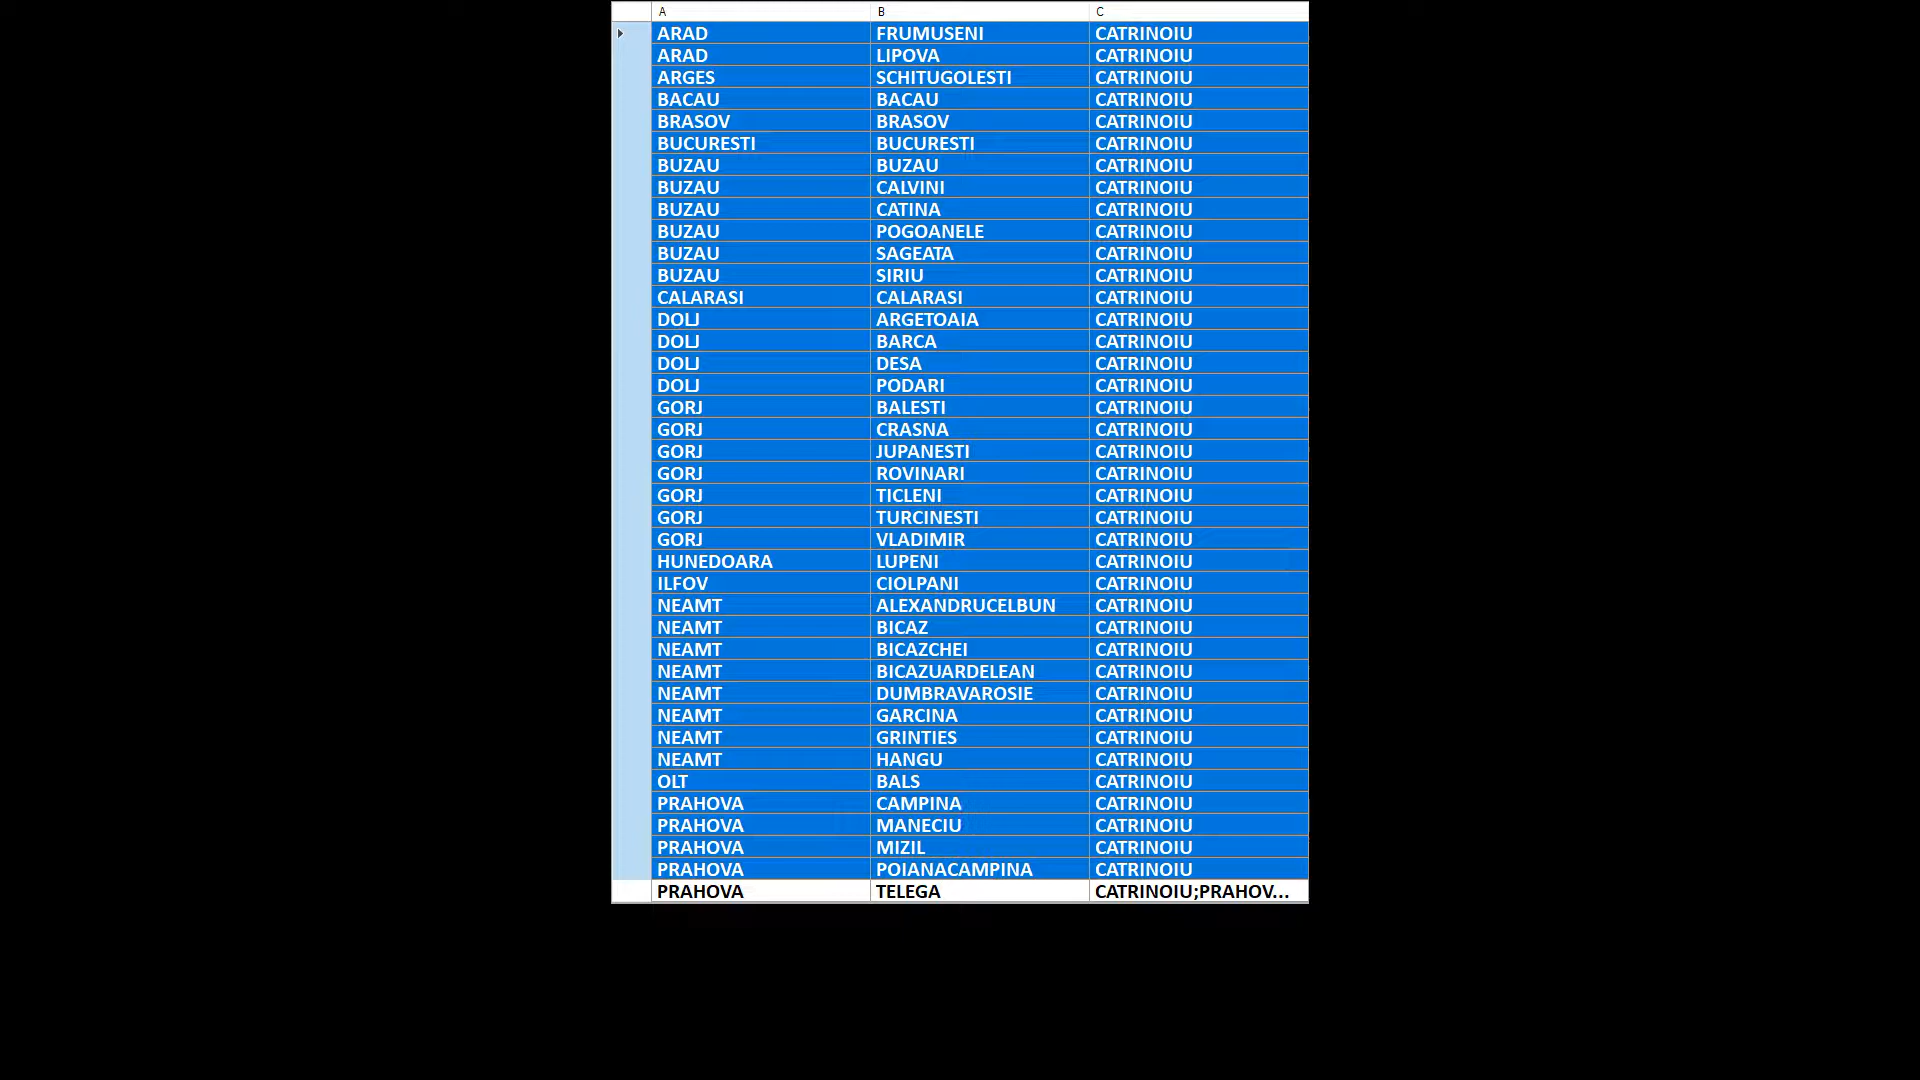 A B C
ARAD FRUMUSENI CATRINOIU
ARAD LIPOVA CATRINOIU
ARGES SCHITUGOLESTI CATRINOIU
BACAU BACAU CATRINOIU
BRASOV BRASOV CATRINOIU
BUCURESTI BUCURESTI CATRINOIU
BUZAU BUZAU CATRINOIU
BUZAU CALVINI CATRINOIU
BUZAU CATINA CATRINOIU
BUZAU POGOANELE CATRINOIU
BUZAU SAGEATA CATRINOIU
BUZAU SIRIU CATRINOIU
CALARASI CALARASI CATRINOIU
DOLJ ARGETOAIA CATRINOIU
DOLJ BARCA CATRINOIU
DOLJ DESA CATRINOIU
DOLJ PODARI CATRINOIU
GORJ BALESTI CATRINOIU
GORJ CRASNA CATRINOIU
GORJ JUPANESTI CATRINOIU
GORJ ROVINARI CATRINOIU
GORJ TICLENI CATRINOIU
GORJ TURCINESTI CATRINOIU
GORJ VLADIMIR CATRINOIU
HUNEDOARA LUPENI CATRINOIU
ILFOV CIOLPANI CATRINOIU
NEAMT ALEXANDRUCELBUN CATRINOIU
NEAMT BICAZ CATRINOIU
NEAMT BICAZCHEI CATRINOIU
NEAMT BICAZUARDELEAN CATRINOIU
NEAMT DUMBRAVAROSIE CATRINOIU
NEAMT GARCINA CATRINOIU
NEAMT GRINTIES CATRINOIU
NEAMT HANGU CATRINOIU
OLT BALS CATRINOIU
PRAHOVA CAMPINA CATRINOIU
PRAHOVA MANECIU CATRINOIU
PRAHOVA MIZIL CATRINOIU
PRAHOVA POIANACAMPINA CATRINOIU
PRAHOVA TELEGA CATRINOIU;PRAHOV...